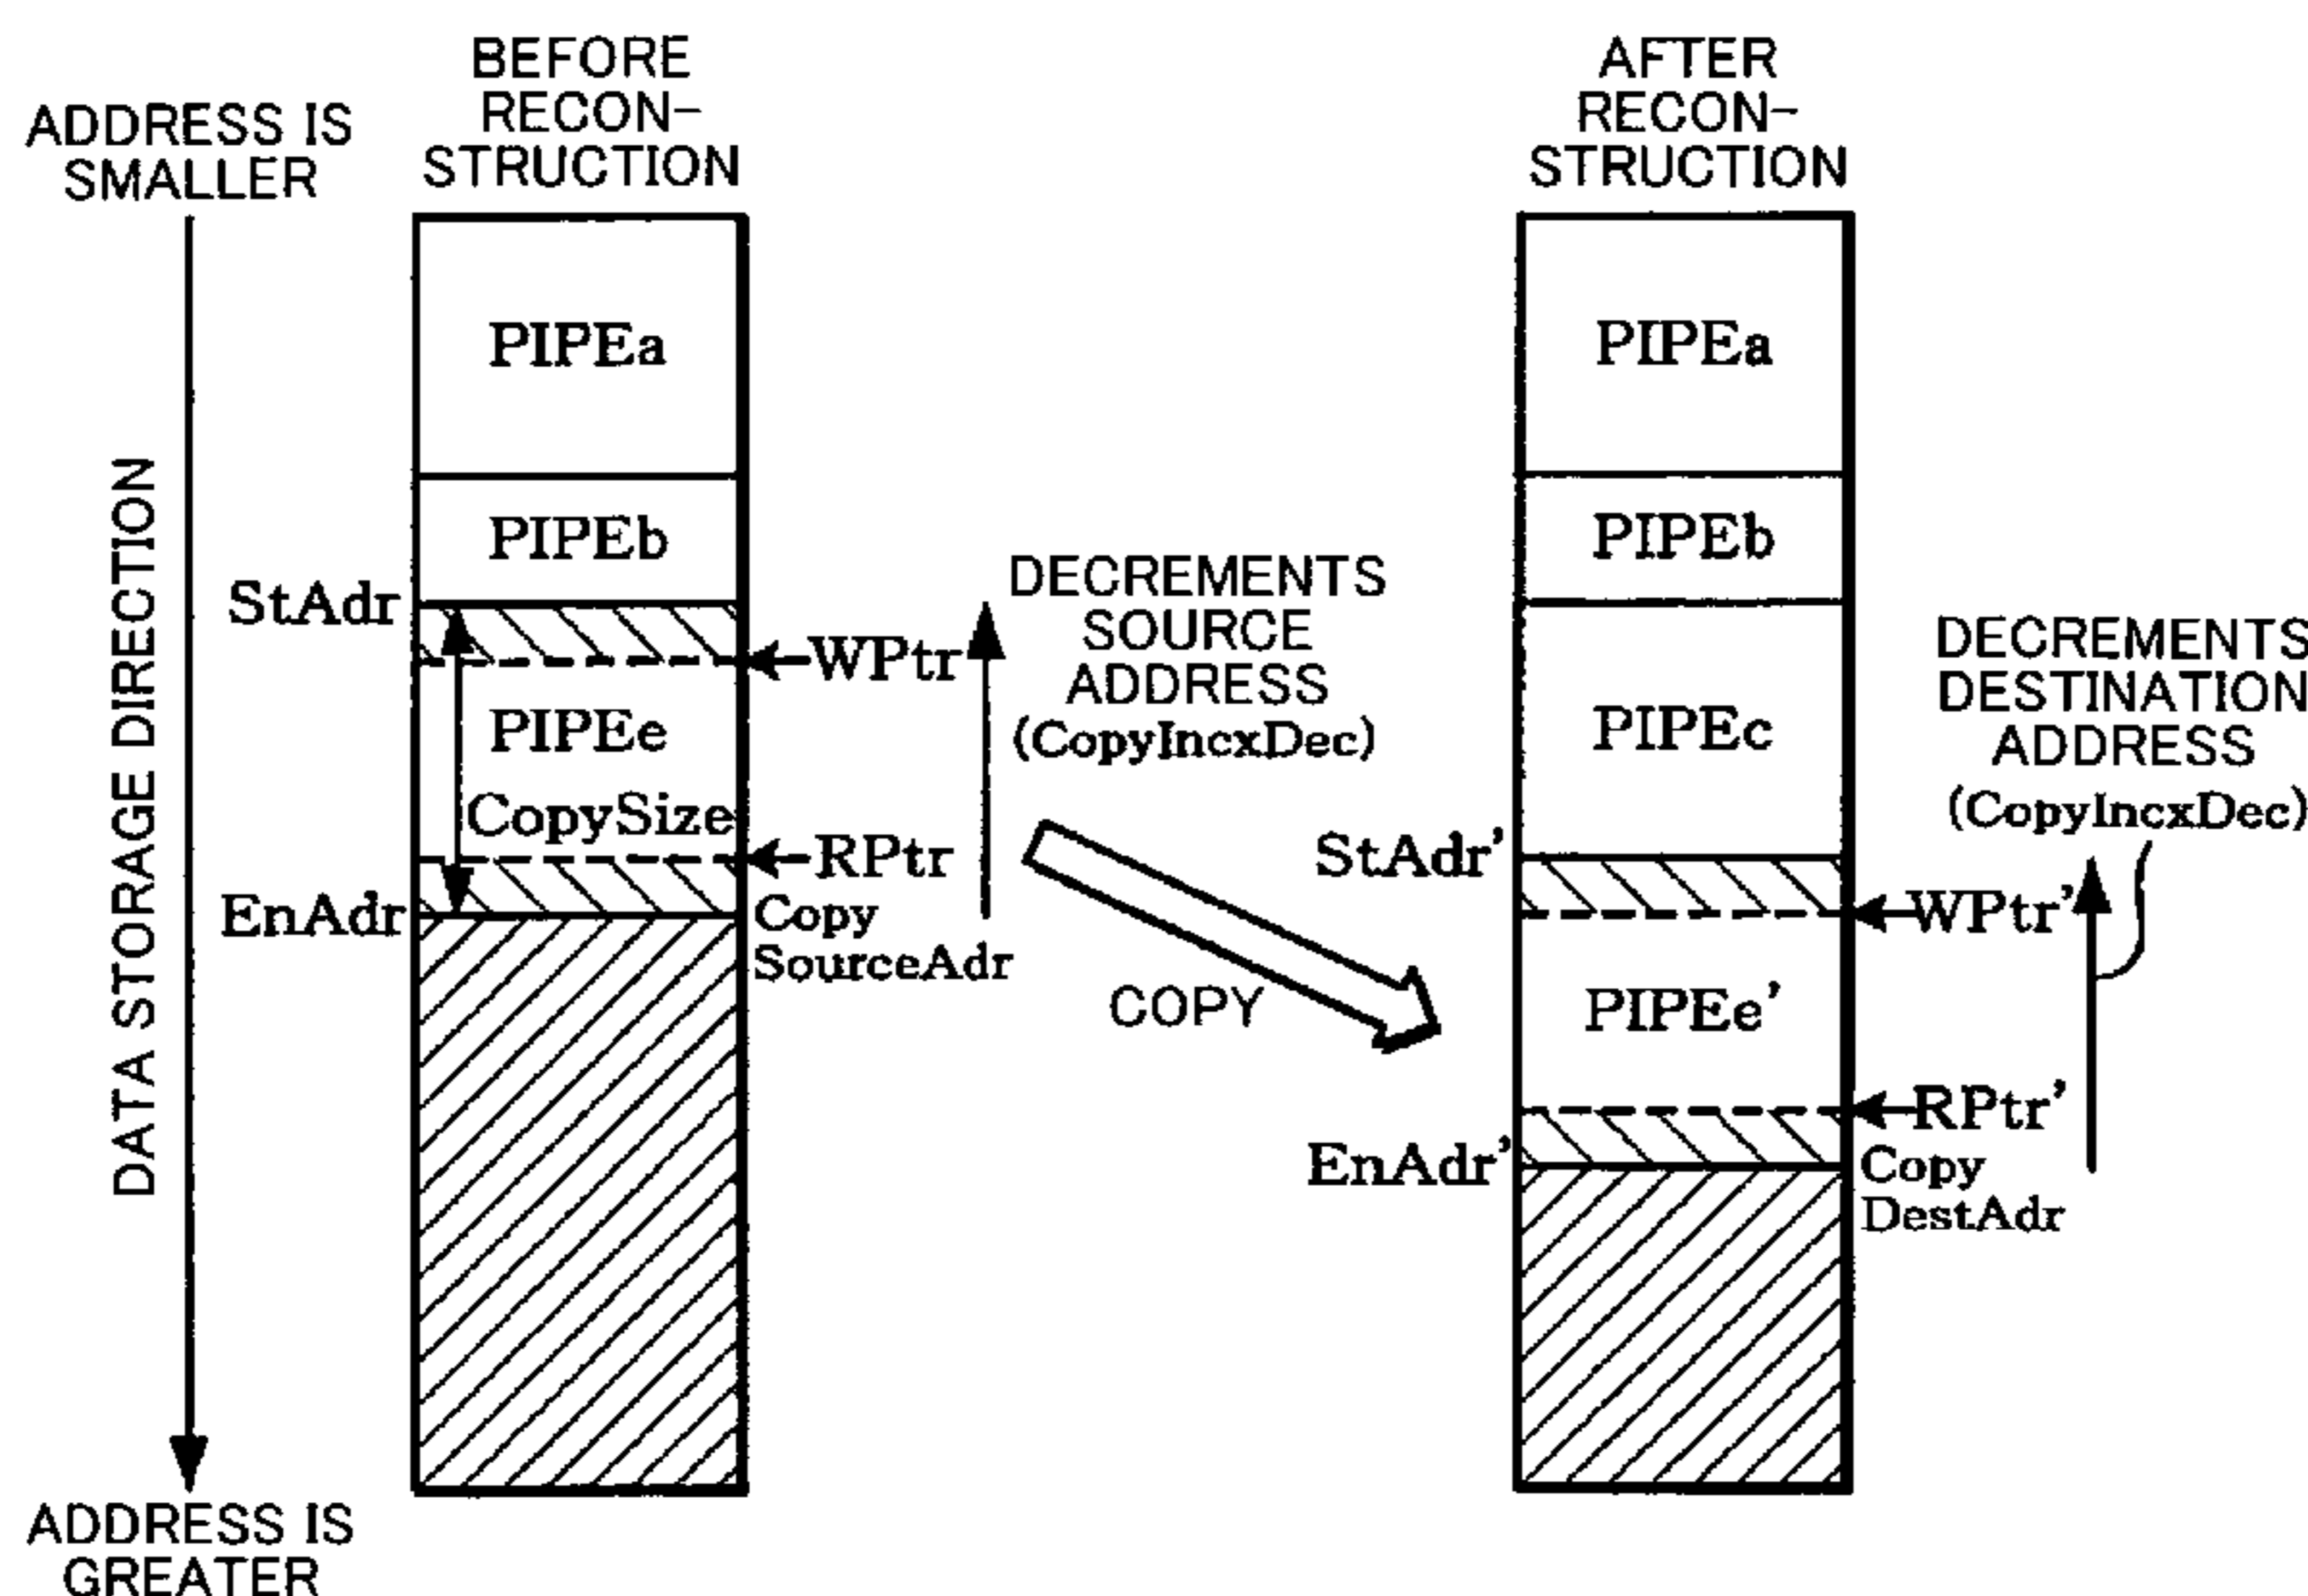 BEFORE
RECON-
STRUCTION
AFTER
RECON-
STRUCTION
ADDRESS IS
SMALLER
DATA STORAGE DIRECTION
ADDRESS IS
GREATER
PIPEa
PIPEb
StAdr
WPtr
PIPEe
CopySize
RPtr
EnAdr
Copy
SourceAdr
DECREMENTS
SOURCE
ADDRESS
(CopyIncxDec)
COPY
PIPEa
PIPEb
PIPEc
StAdr'
WPtr'
PIPEe'
RPtr'
EnAdr'
Copy
DestAdr
DECREMENTS
DESTINATION
ADDRESS
(CopyIncxDec)